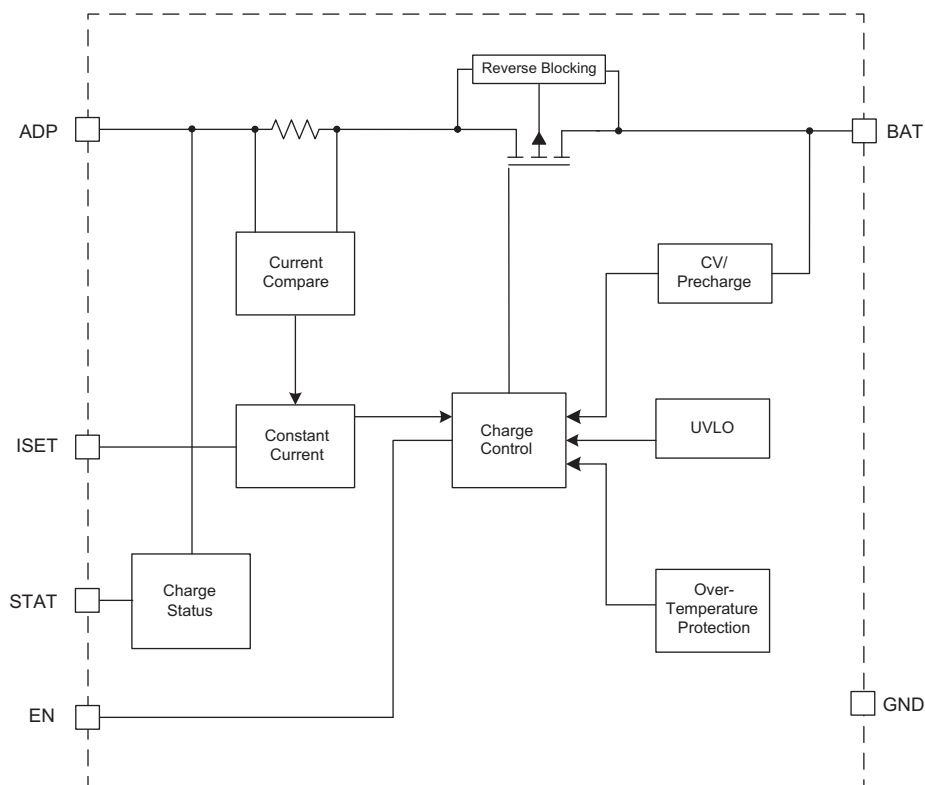 Reverse Blocking
ADP
BAT
Current
Compare
CV/
Precharge
ISET
Constant
Current
Charge
Control
UVLO
STAT
Charge
Status
Over-
Temperature
Protection
EN
GND